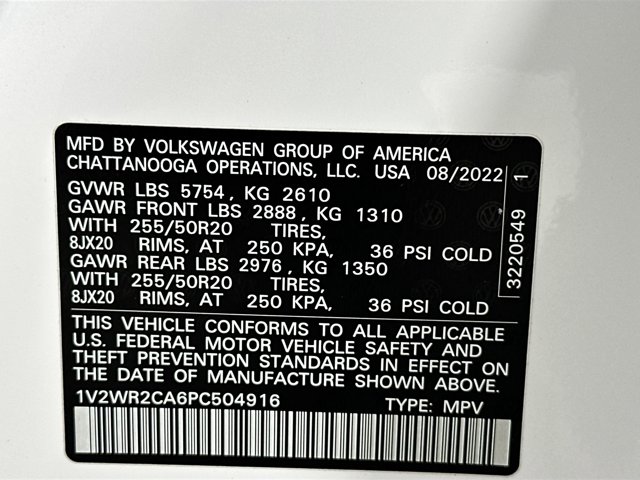 MFD BY VOLKSWAGEN GROUP OF AMERICA
CHATTANOOGA OPERATIONS, LLC. USA 08/2022
GVWR LBS 5754, KG 2610
GAWR FRONT LBS 2888, KG 1310
WITH 255/50R20 TIRES,
8JX20 RIMS, AT 250 KPA, 36 PSI COLD
GAWR REAR LBS 2976, KG 1350
WITH 255/50R20 TIRES,
8JX20 RIMS, AT 250 KPA, 36 PSI COLD
3220549 1
THIS VEHICLE CONFORMS TO ALL APPLICABLE
U.S. FEDERAL MOTOR VEHICLE SAFETY AND
THEFT PREVENTION STANDARDS IN EFFECT ON
THE DATE OF MANUFACTURE SHOWN ABOVE.
1V2WR2CA6PC504916 TYPE: MPV